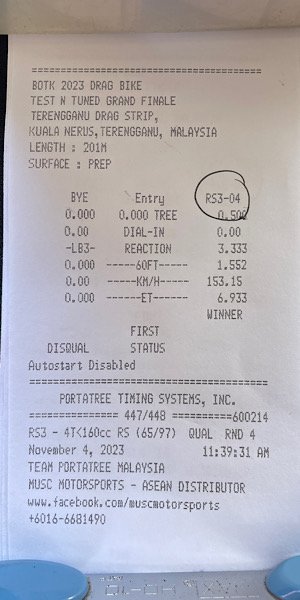 BOTK 2023 DRAG BIKE
TEST N TUNED GRAND FINALE
TERENGGANU DRAG STRIP,
KUALA NERUS,TERENGGANU, MALAYSIA
LENGTH : 201M
SURFACE : PREP
BYE Entry RS3-04
0.000 0.000 TREE 0.500
0.00 DIAL-IN 0.00
-LB3- REACTION 3.333
0.000 -----60FT----- 1.552
0.00 -----KM/H----- 153.15
0.000 ------ET------ 6.933
WINNER
FIRST
DISQUAL STATUS
Autostart Disabled
PORTATREE TIMING SYSTEMS, INC.
============== 447/448 ==========600214
RS3 - 4T<160cc RS (65/97) QUAL RND 4
November 4, 2023 11:39:31 AM
TEAM PORTATREE MALAYSIA
MUSC MOTORSPORTS - ASEAN DISTRIBUTOR
www.facebook.com/muscmotorsports
+6016-6681490